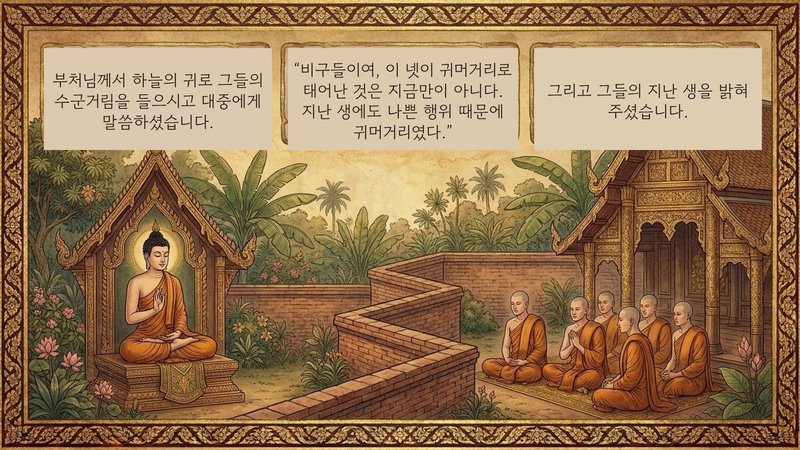 부처님께서 하늘의 귀로 그들의
수군거림을 들으시고 대중에게
말씀하셨습니다.
“비구들이여, 이 넷이 귀머거리로
태어난 것은 지금만이 아니다.
지난 생에도 나쁜 행위 때문에
귀머거리였다.”
그리고 그들의 지난 생을 밝혀
주셨습니다.